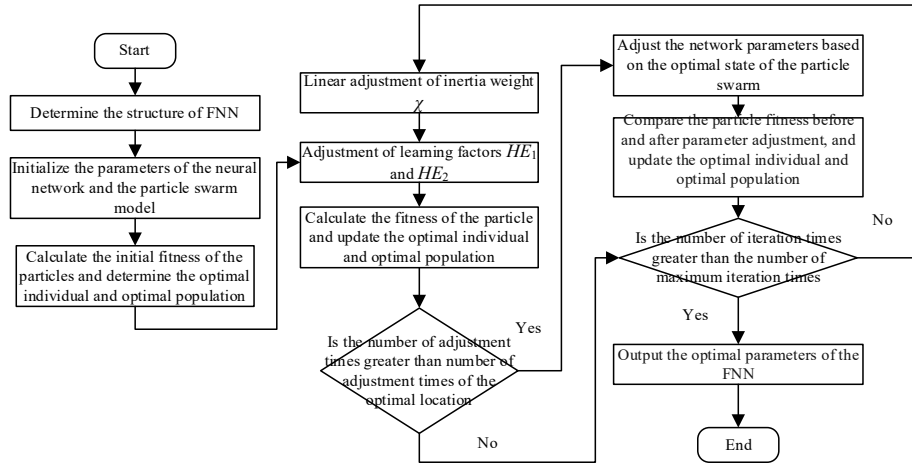 Start
Determine the structure of FNN
Initialize the parameters of the neural
network and the particle swarm
model
Calculate the initial fitness of the
particles and determine the optimal
individual and optimal population
Linear adjustment of inertia weight
χ
Adjustment of learning factors HE₁
and HE₂
Calculate the fitness of the particle
and update the optimal individual
and optimal population
Is the number of adjustment
times greater than number of
adjustment times of the
optimal location
Yes
No
Adjust the network parameters based
on the optimal state of the particle
swarm
Compare the particle fitness before
and after parameter adjustment, and
update the optimal individual and
optimal population
Is the number of iteration times
greater than the number of
maximum iteration times
No
Yes
Output the optimal parameters of the
FNN
End